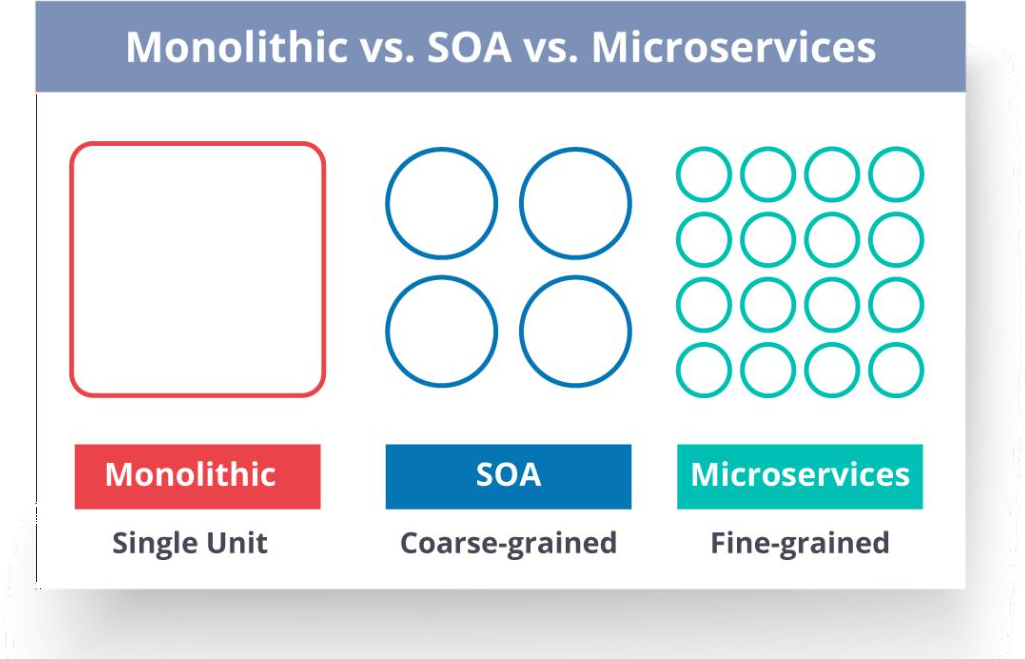 Monolithic vs. SOA vs. Microservices
Monolithic
SOA
Microservices
Single Unit
Coarse-grained
Fine-grained